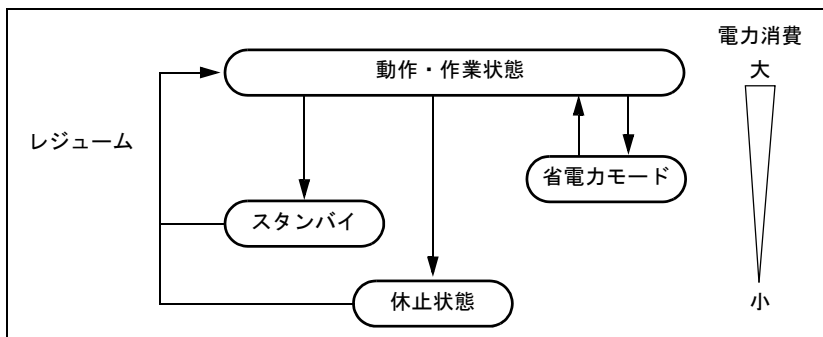 電力消費
動作・作業状態
大
レジューム
省電力モード
スタンバイ
休止状態
小